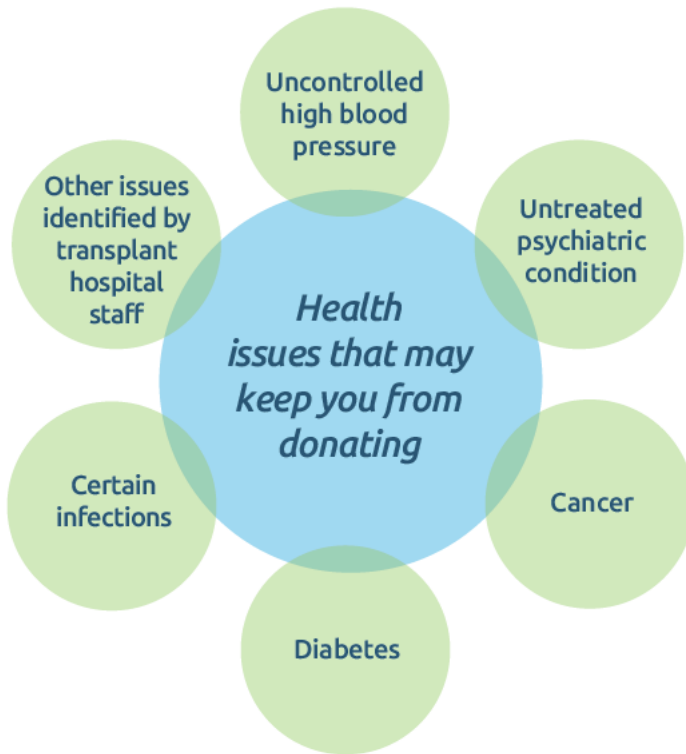 Uncontrolled
high blood
pressure
Untreated
psychiatric
condition
Cancer
Diabetes
Certain
infections
Other issues
identified by
transplant
hospital
staff
Health
issues that may
keep you from
donating